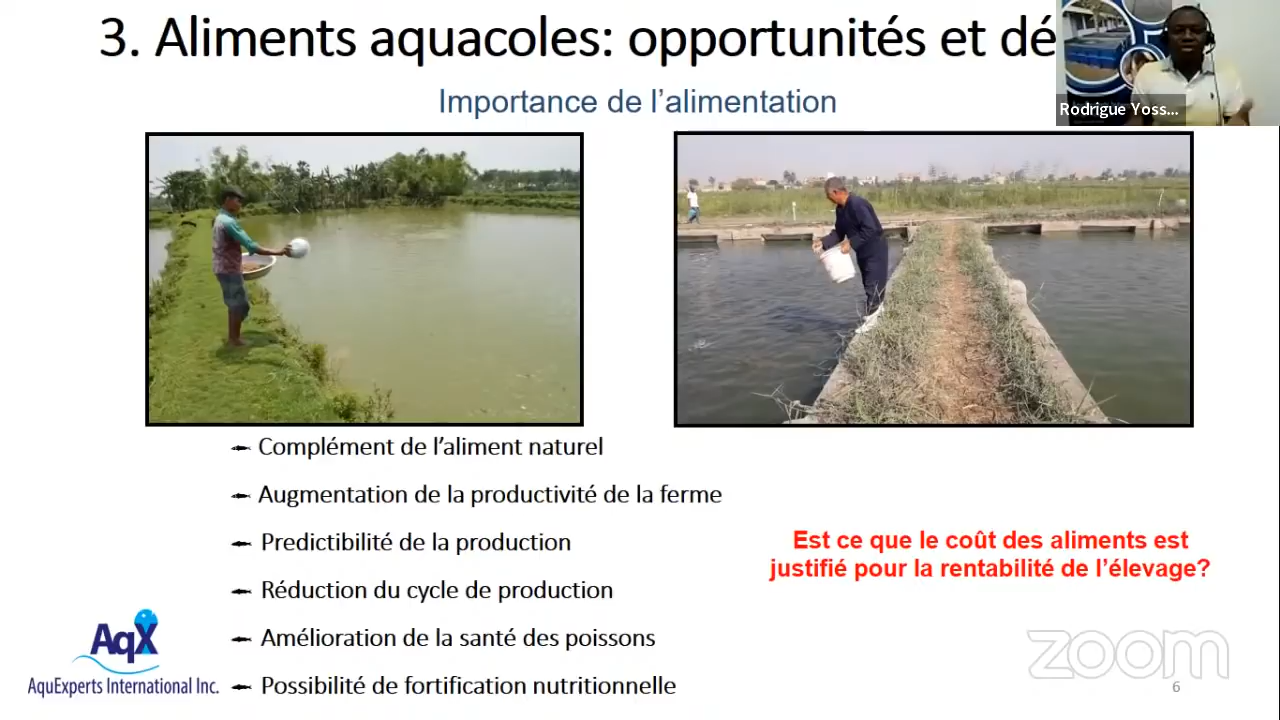 3. Aliments aquacoles: opportunités et dé
Rodrigue Yoss...
Importance de l’alimentation
Complément de l’aliment naturel
Augmentation de la productivité de la ferme
Predictibilité de la production
Réduction du cycle de production
Amélioration de la santé des poissons
Possibilité de fortification nutritionnelle
Est ce que le coût des aliments est
justifié pour la rentabilité de l’élevage?
AqX
AquExperts International Inc.
zoom
6